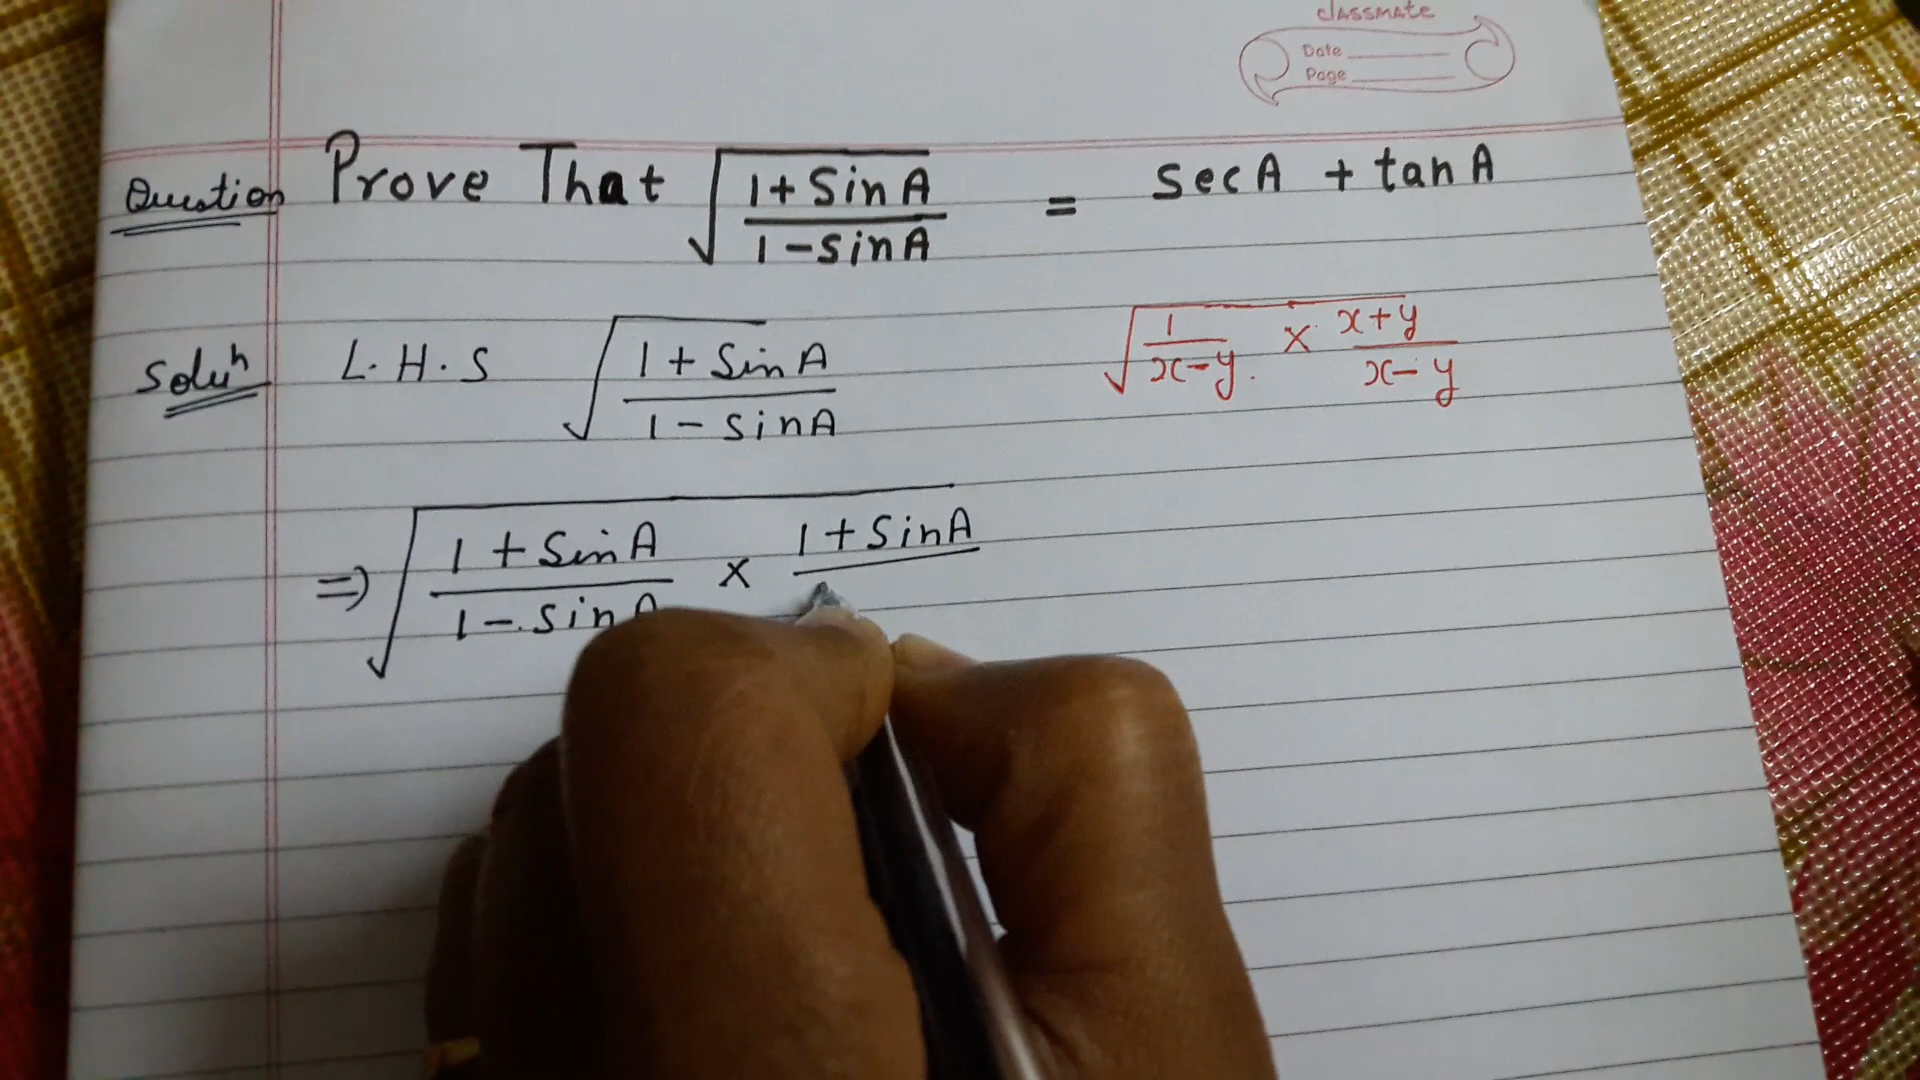 classmate
Date
Page
Question Prove That √((1+SinA)/(1-sinA)) = secA + tanA
Soluⁿ L.H.S √((1+SinA)/(1-sinA)) √(1/(x-y) × (x+y)/(x-y))
⇒ √((1+SinA)/(1-sinA) × (1+SinA)/